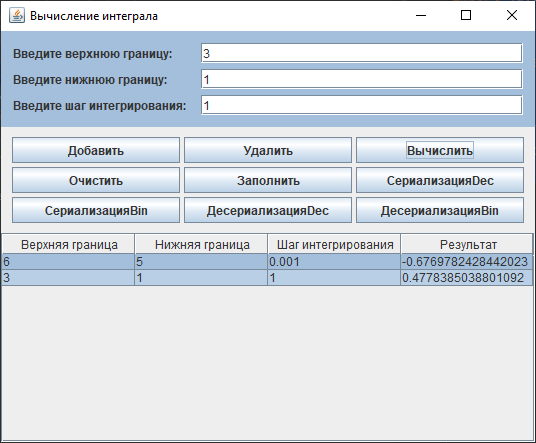 Вычисление интеграла
Введите верхнюю границу: 3
Введите нижнюю границу: 1
Введите шаг интегрирования: 1
Добавить Удалить Вычислить
Очистить Заполнить СериализацияDec
СериализацияBin ДесериализацияDec ДесериализацияBin
Верхняя граница Нижняя граница Шаг интегрирования Результат
6 5 0.001 -0.6769782428442023
3 1 1 0.4778385038801092